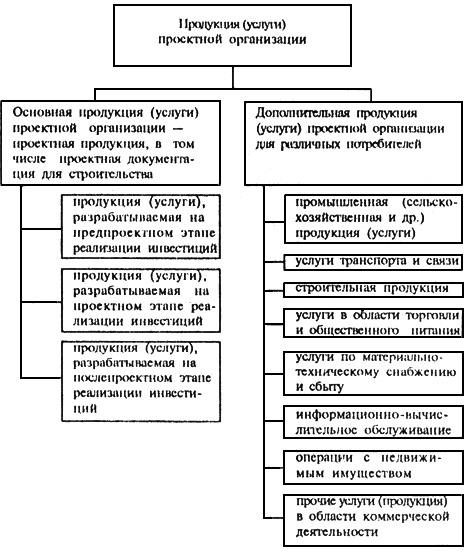 Продукция (услуги)
проектной организации
Основная продукция (услуги)
проектной организации —
проектная продукция, в том
числе проектная документа-
ция для строительства
продукция (услуги),
разрабатываемая на
предпроектном этапе
реализации инвестиций
продукция (услуги),
разрабатываемая на
проектном этапе реа-
лизации инвестиций
продукция (услуги),
разрабатываемая на
послепроектном этапе
реализации инвести-
ций
Дополнительная продукция
(услуги) проектной организации
для различных потребителей
промышленная (сельско-
хозяйственная и др.)
продукция (услуги)
услуги транспорта и связи
строительная продукция
услуги в области торговли
и общественного питания
услуги по материально-
техническому снабжению
и сбыту
информационно-вычис-
лительное обслуживание
операции с недвижи-
мым имуществом
прочие услуги (продукция)
в области коммерческой
деятельности